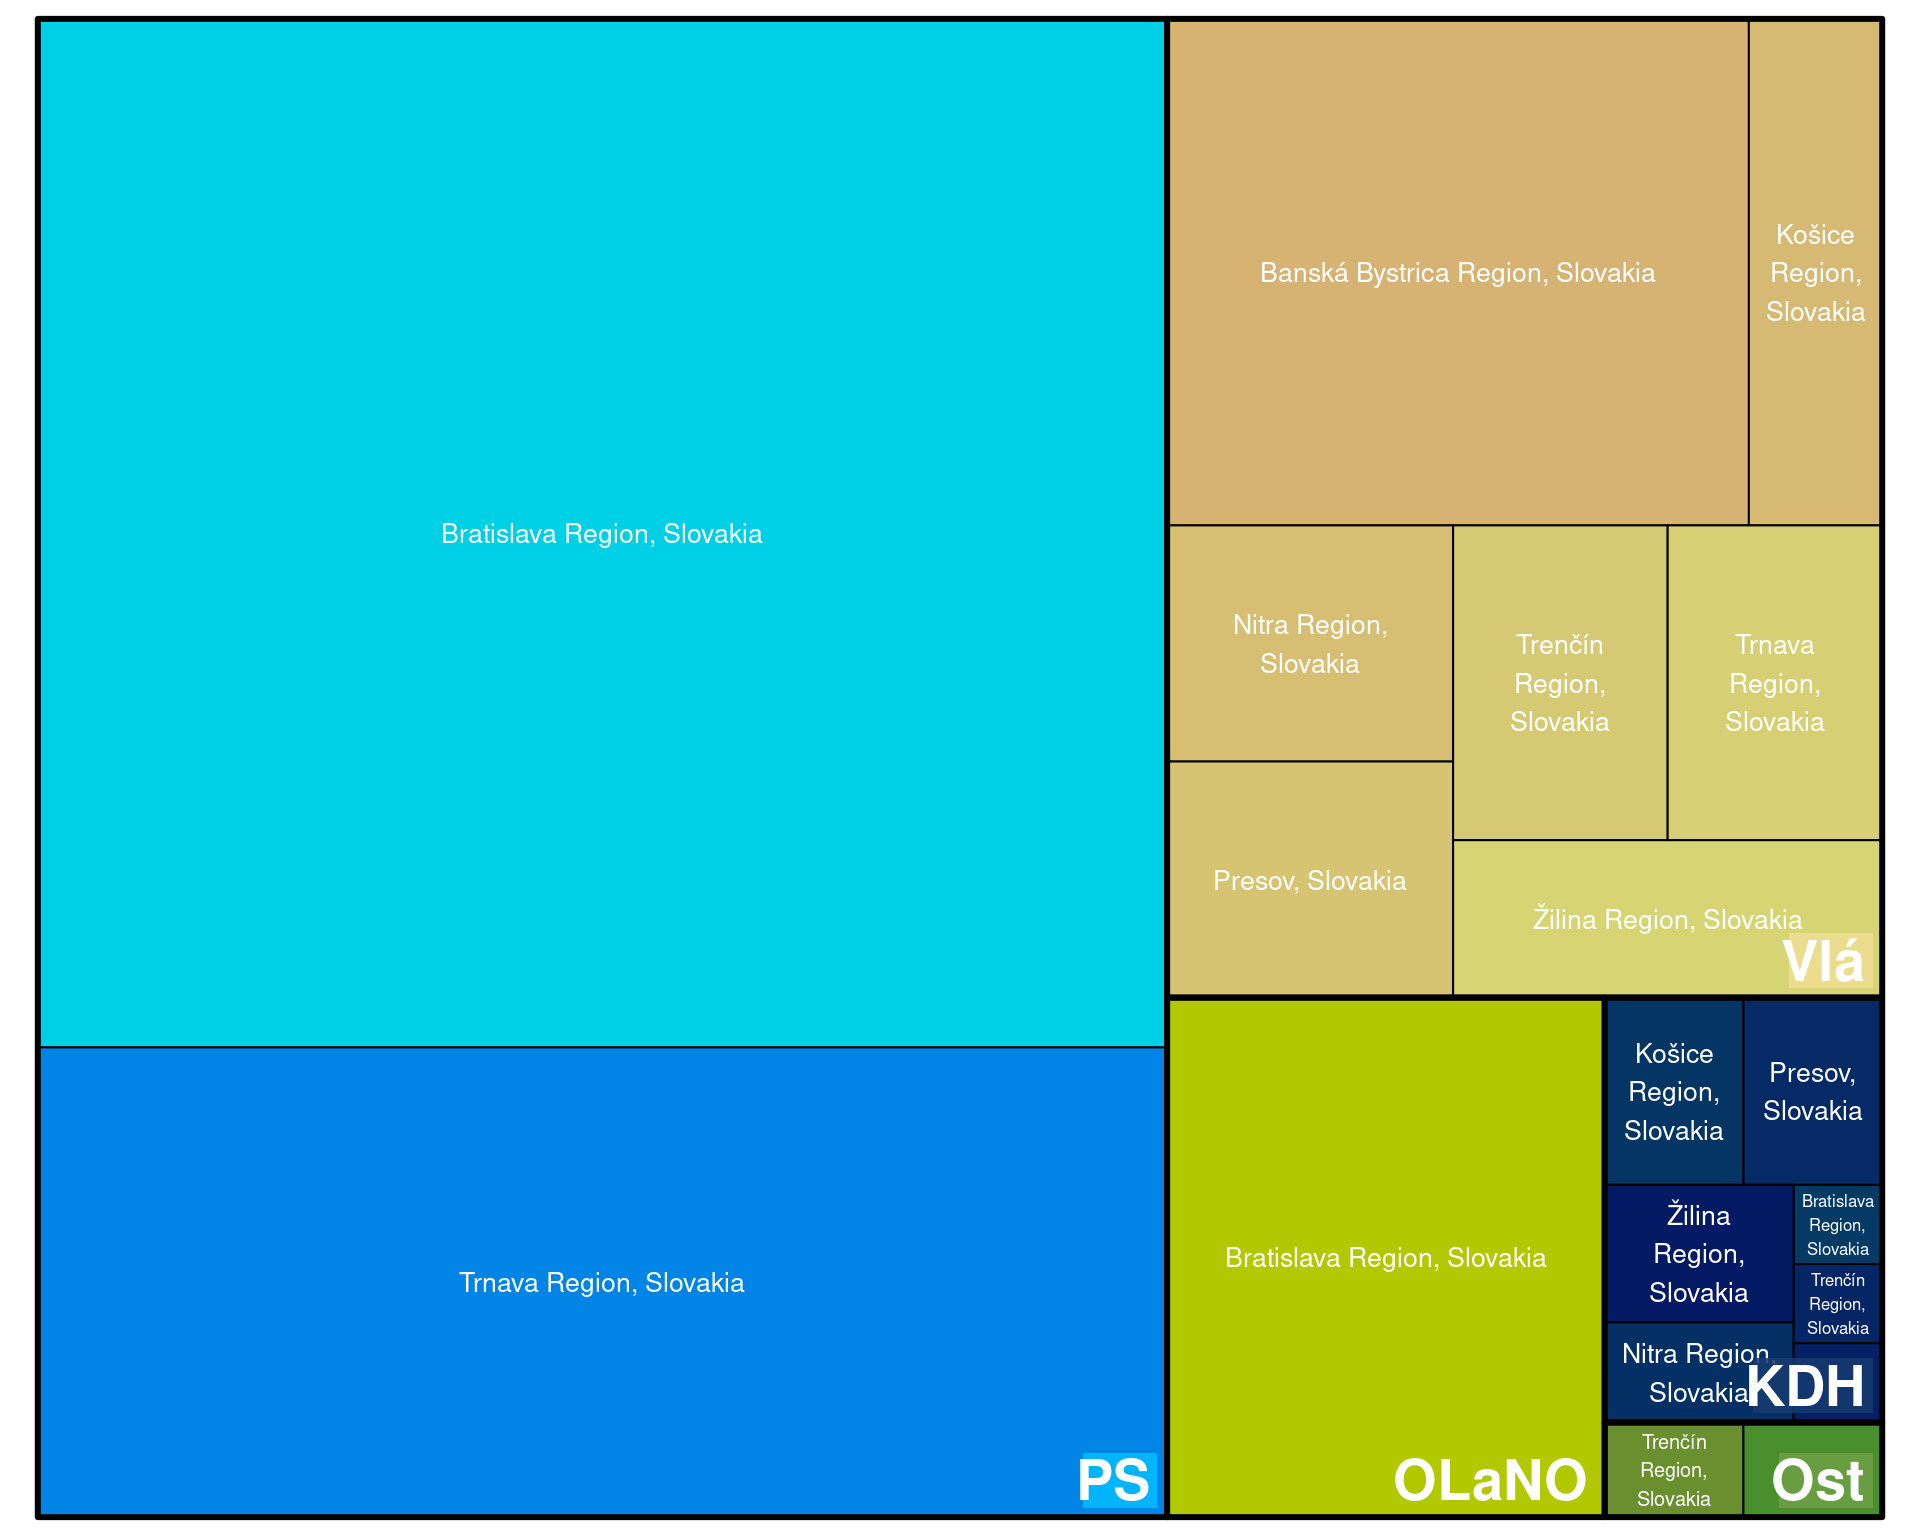 Bratislava Region, Slovakia
Trnava Region, Slovakia
PS
Banská Bystrica Region, Slovakia
Košice
Region,
Slovakia
Nitra Region,
Slovakia
Presov, Slovakia
Trenčín
Region,
Slovakia
Trnava
Region,
Slovakia
Žilina Region, Slovakia
Vlá
Bratislava Region, Slovakia
OLaNO
Košice
Region,
Slovakia
Presov,
Slovakia
Žilina
Region,
Slovakia
Bratislava
Region,
Slovakia
Trenčín
Region,
Slovakia
Nitra Region,
Slovakia
KDH
Trenčín
Region,
Slovakia
Ost